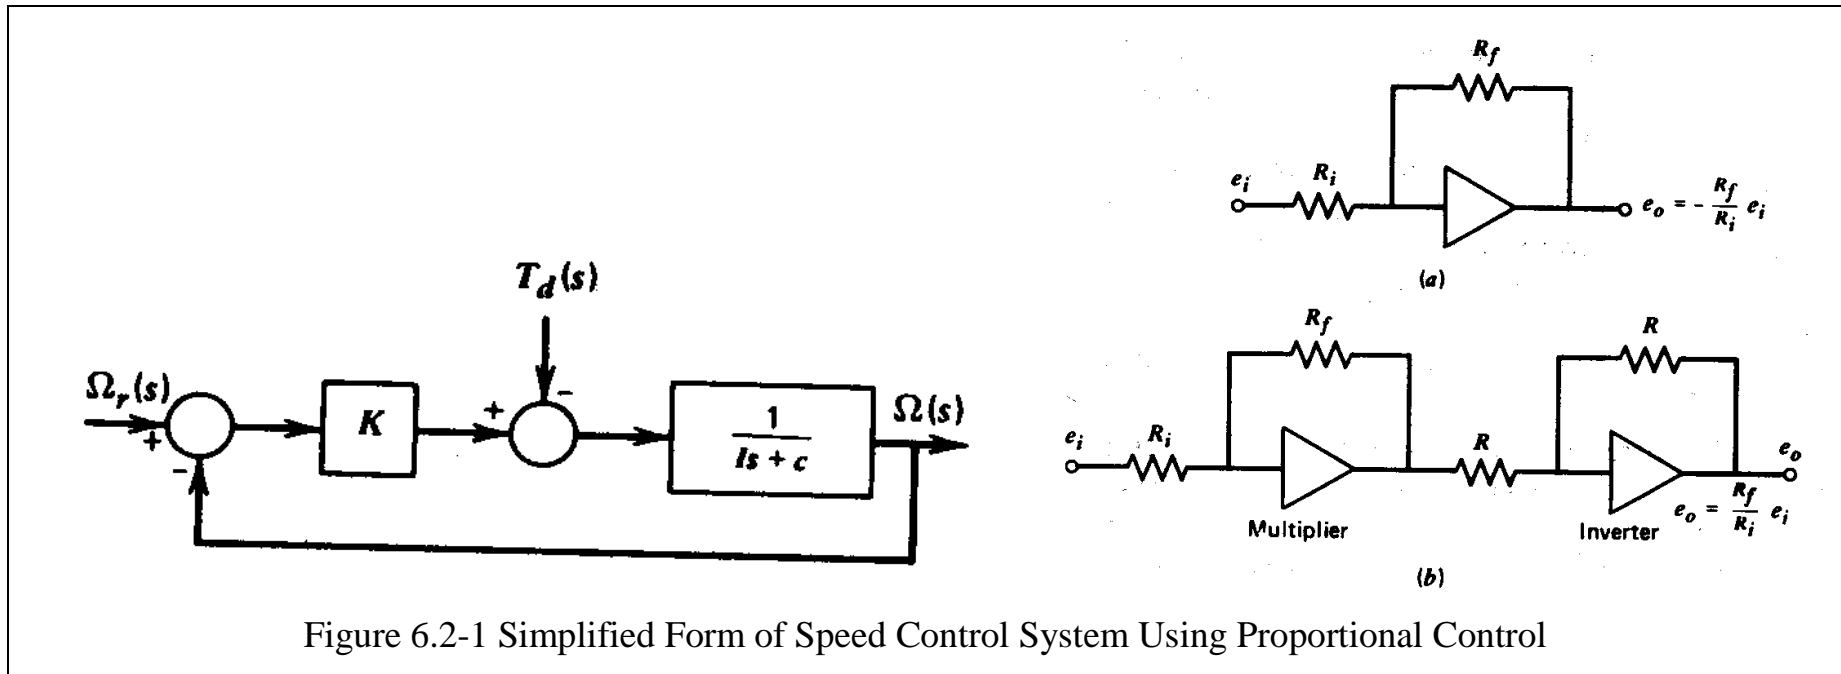 T_d(s)
Ω_r(s)
+
-
K
+
-
1
Is + c
Ω(s)
R_f
e_i
R_i
e_o = - R_f/R_i e_i
(a)
R_f
R
e_i
R_i
R
e_o
e_o = R_f/R_i e_i
Multiplier
Inverter
(b)
Figure 6.2-1 Simplified Form of Speed Control System Using Proportional Control